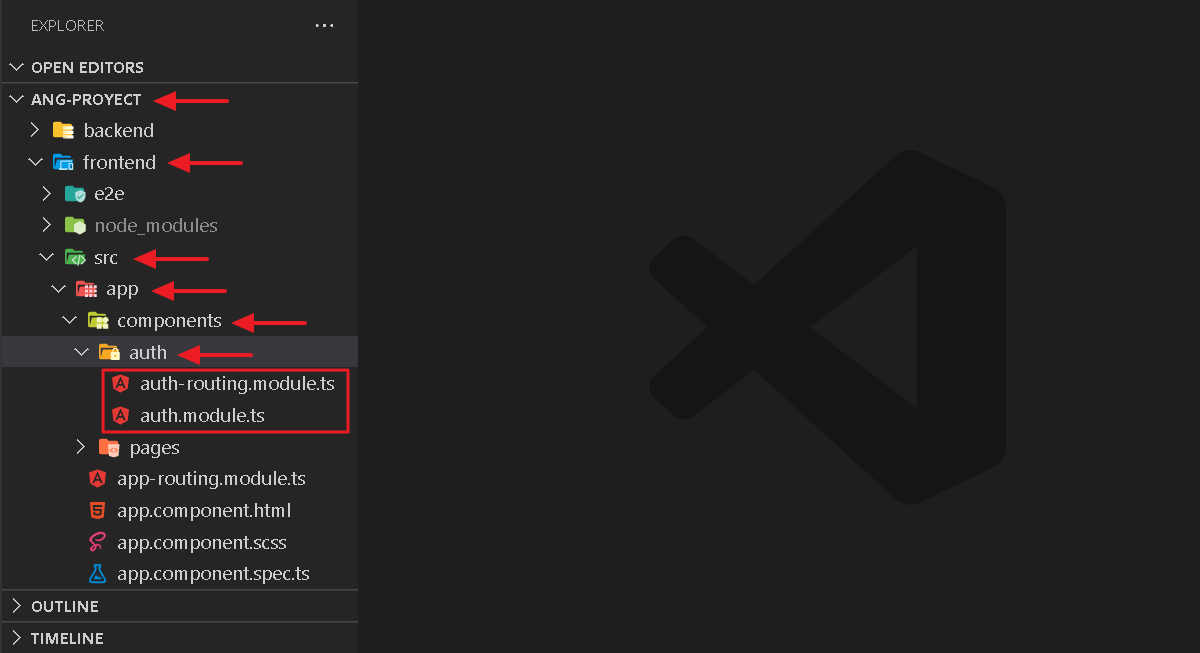 EXPLORER
OPEN EDITORS
ANG-PROYECT
backend
frontend
e2e
node_modules
src
app
components
auth
auth-routing.module.ts
auth.module.ts
pages
app-routing.module.ts
app.component.html
app.component.scss
app.component.spec.ts
OUTLINE
TIMELINE